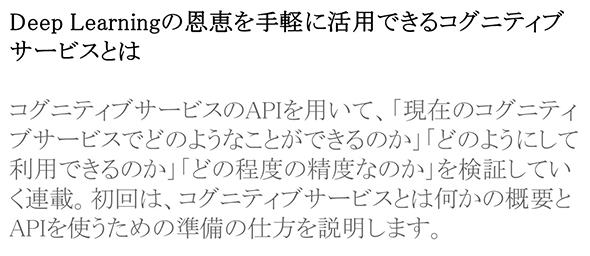 Deep Learningの恩恵を手軽に活用できるコグニティブ
サービスとは
コグニティブサービスのAPIを用いて、「現在のコグニティ
ブサービスでどのようなことができるのか」「どのようにして
利用できるのか」「どの程度の精度なのか」を検証してい
く連載。初回は、コグニティブサービスとは何かの概要と
APIを使うための準備の仕方を説明します。